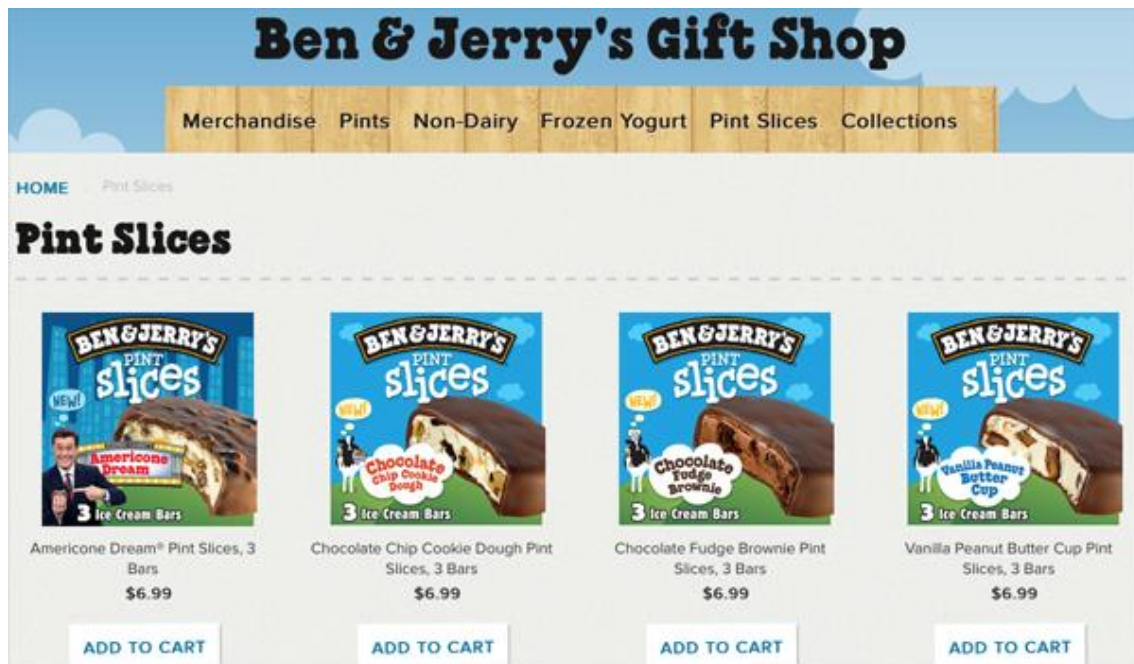 Ben & Jerry's Gift Shop
Merchandise Pints Non-Dairy Frozen Yogurt Pint Slices Collections
HOME Pint Slices
Pint Slices
BEN & JERRY'S
PINT
slices
NEW!
Americone
Dream
3 Ice Cream Bars
Americone Dream® Pint Slices, 3
Bars
$6.99
ADD TO CART
BEN & JERRY'S
PINT
slices
NEW!
Chocolate
Chip Cookie
Dough
3 Ice Cream Bars
Chocolate Chip Cookie Dough Pint
Slices, 3 Bars
$6.99
ADD TO CART
BEN & JERRY'S
PINT
slices
NEW!
Chocolate
Fudge
Brownie
3 Ice Cream Bars
Chocolate Fudge Brownie Pint
Slices, 3 Bars
$6.99
ADD TO CART
BEN & JERRY'S
PINT
slices
NEW!
Vanilla Peanut
Butter
Cup
3 Ice Cream Bars
Vanilla Peanut Butter Cup Pint
Slices, 3 Bars
$6.99
ADD TO CART